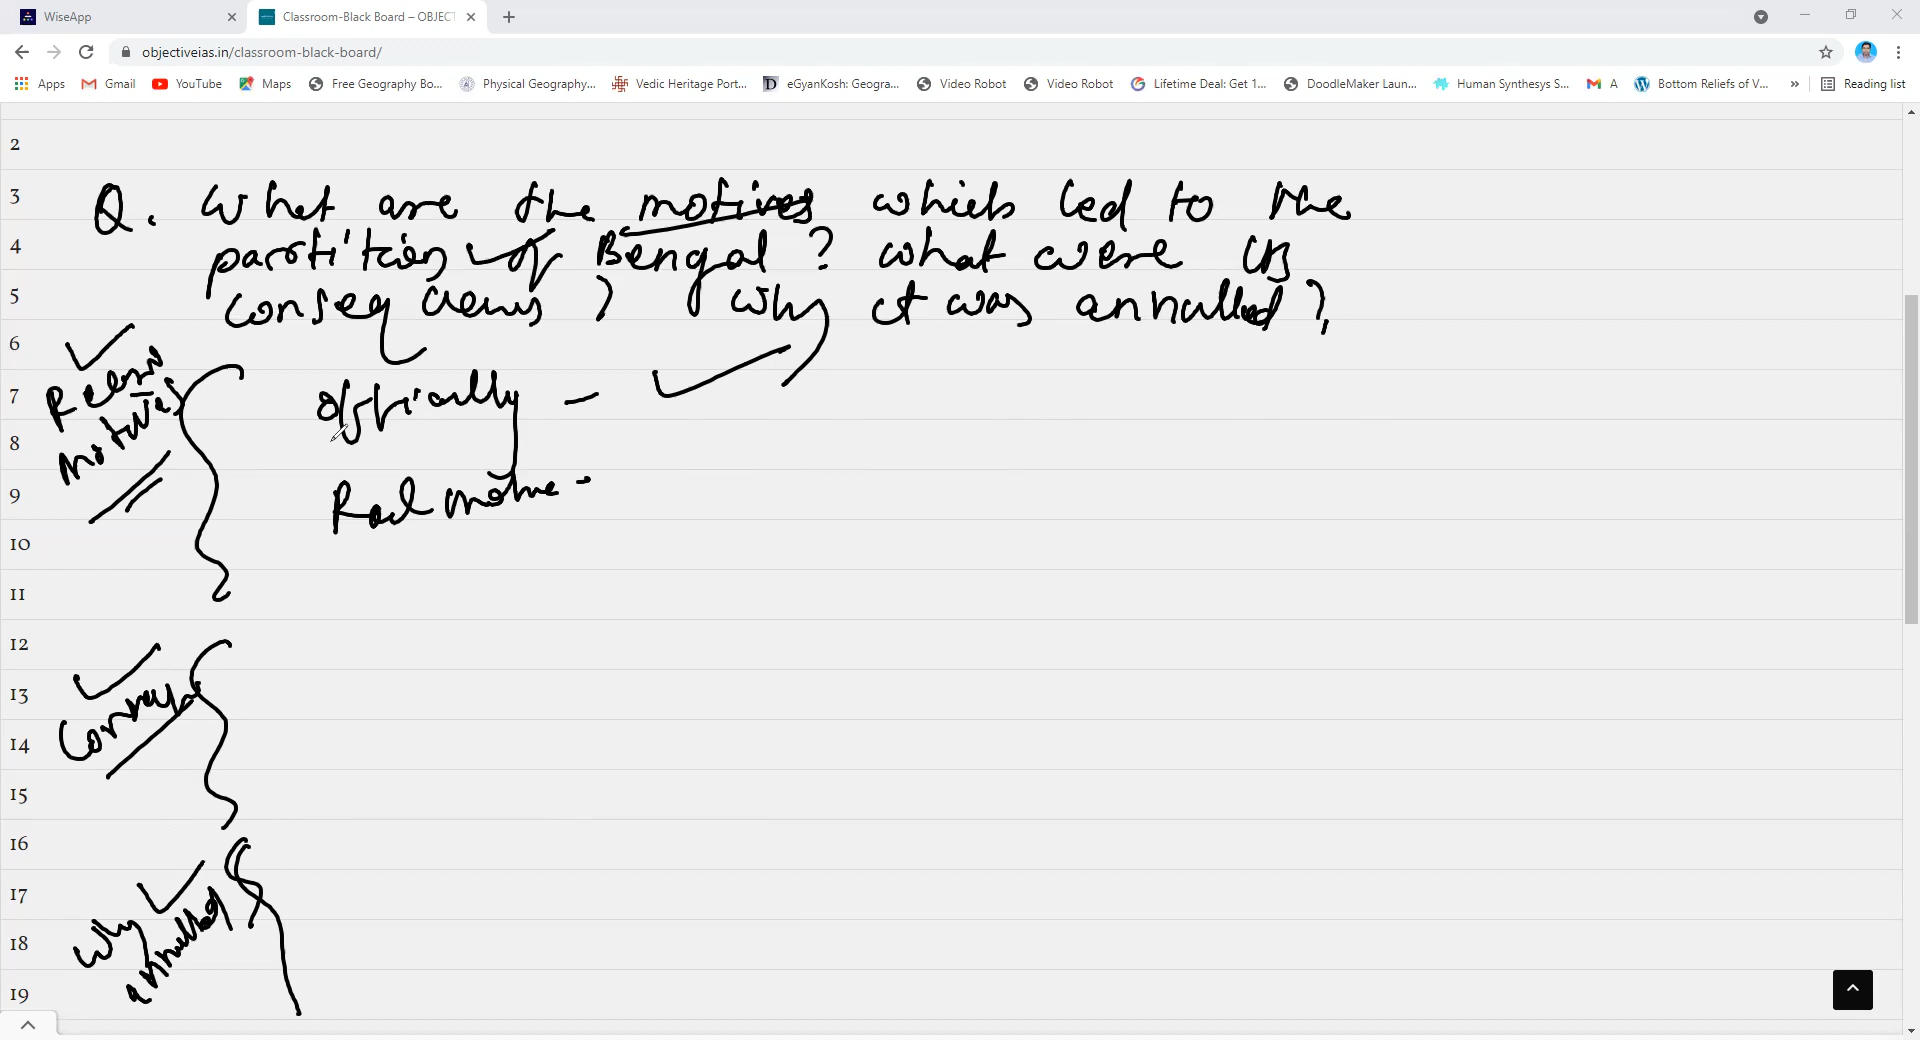 WiseApp
Classroom-Black Board – OBJECT
objectiveias.in/classroom-black-board/
Apps Gmail YouTube Maps Free Geography Bo... Physical Geography... Vedic Heritage Port... eGyanKosh: Geogra... Video Robot Video Robot Lifetime Deal: Get 1... DoodleMaker Laun... Human Synthesys S... A Bottom Reliefs of V... » Reading list
2
3 Q. What are the motives which led to the
4 partition of Bengal ? what were its
5 consequences ? Why it was annulled ?
6
7 Officially -
8
9 Real motive -
10
11
12
13
14
15
16
17
18
19
motives
Why
annulled